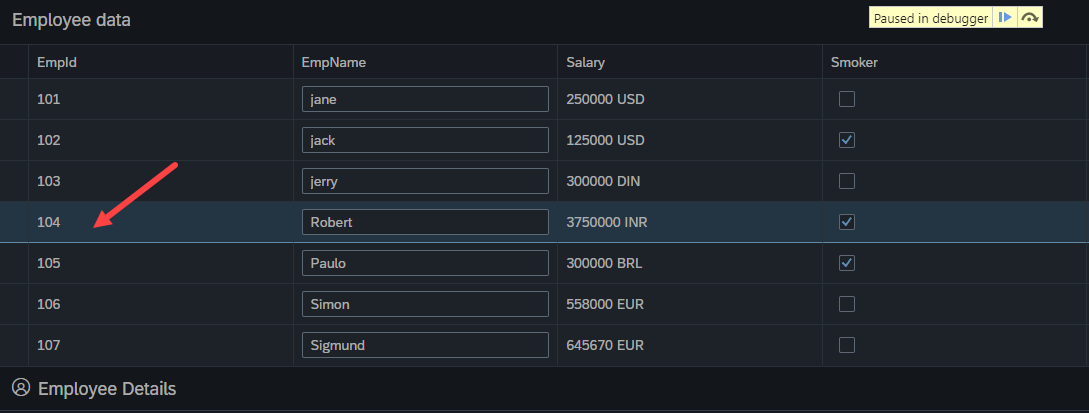 Employee data
Paused in debugger
EmpId EmpName Salary Smoker
101 jane 250000 USD
102 jack 125000 USD
103 jerry 300000 DIN
104 Robert 3750000 INR
105 Paulo 300000 BRL
106 Simon 558000 EUR
107 Sigmund 645670 EUR
Employee Details